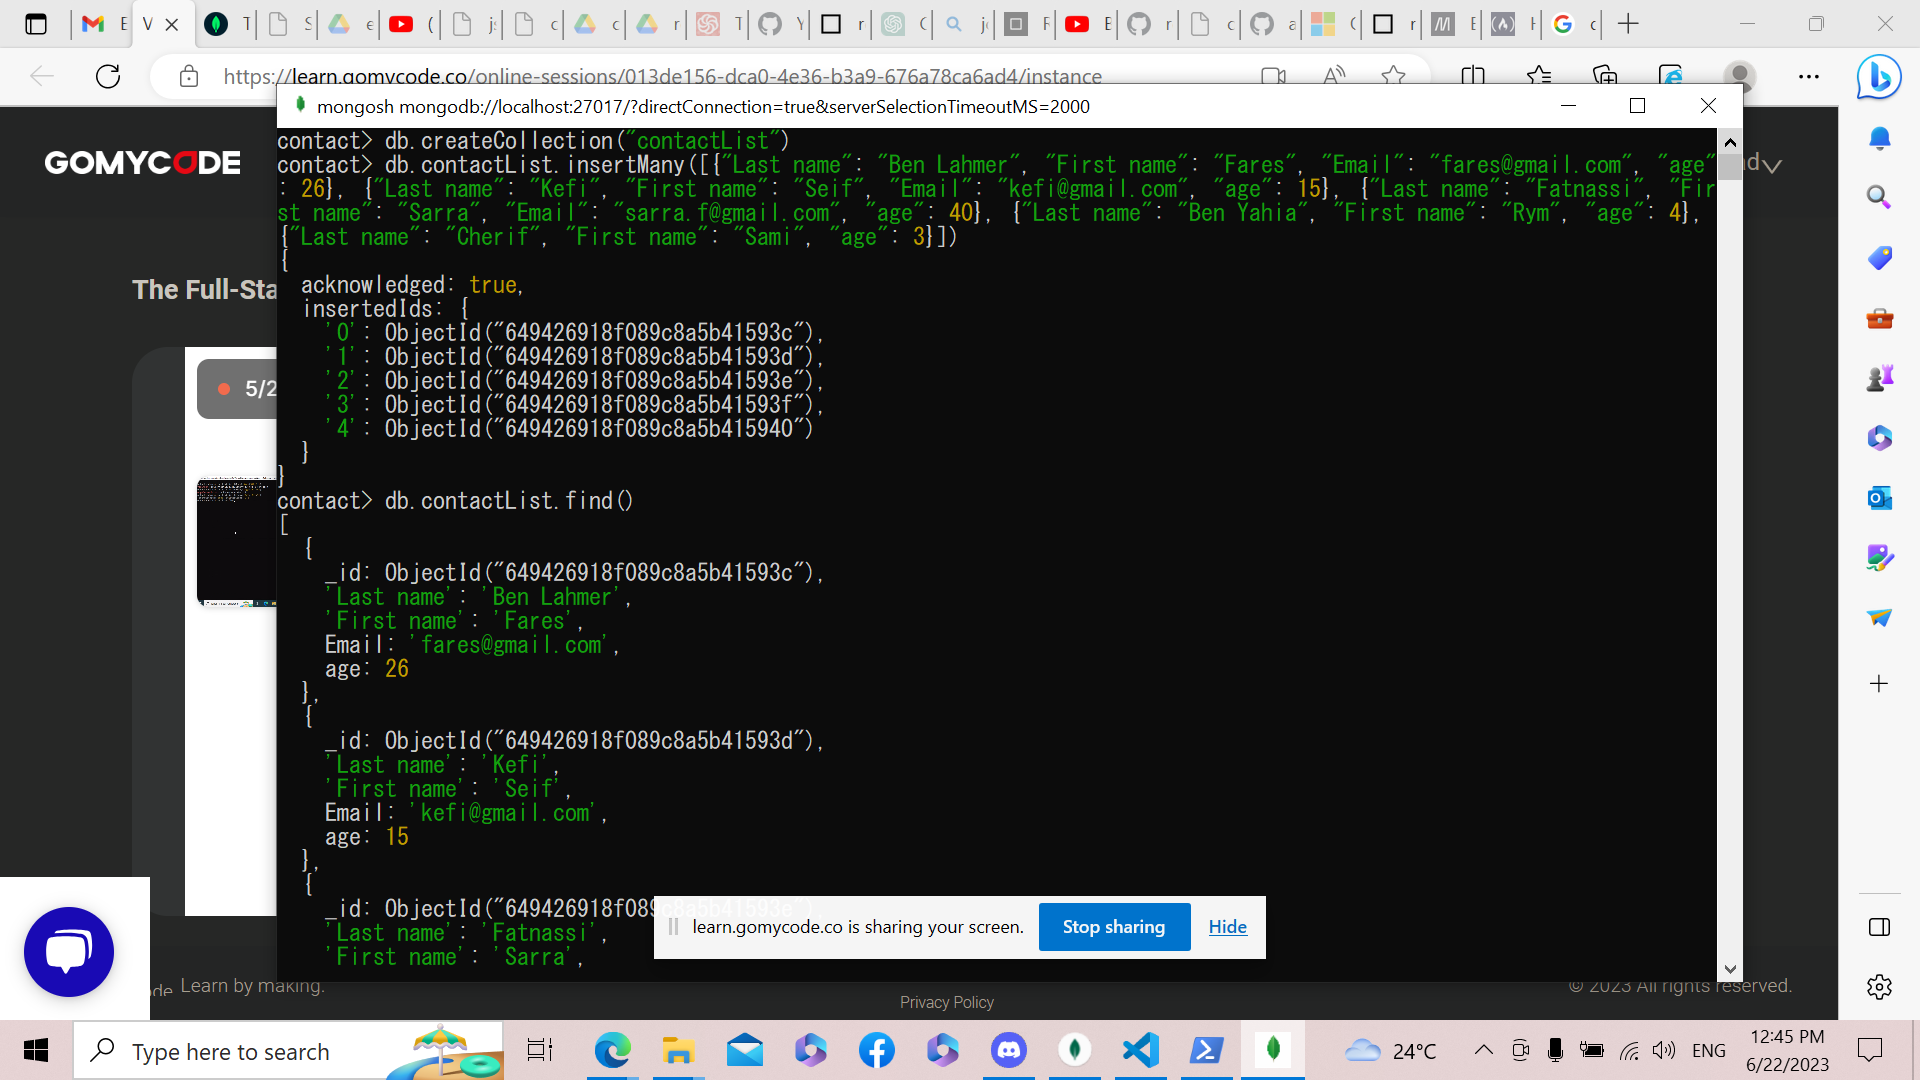 https://learn.gomycode.co/online-sessions/013de156-dca0-4e36-b3a9-676a78ca6ad4/instance
mongosh mongodb://localhost:27017/?directConnection=true&serverSelectionTimeoutMS=2000
GOMYCODE
contact> db.createCollection("contactList")
contact> db.contactList.insertMany([{"Last name": "Ben Lahmer", "First name": "Fares", "Email": "fares@gmail.com", "age"
: 26}, {"Last name": "Kefi", "First name": "Seif", "Email": "kefi@gmail.com", "age": 15}, {"Last name": "Fatnassi", "Fir
st name": "Sarra", "Email": "sarra.f@gmail.com", "age": 40}, {"Last name": "Ben Yahia", "First name": "Rym", "age": 4},
{"Last name": "Cherif", "First name": "Sami", "age": 3}])
{
acknowledged: true,
insertedIds: {
'0': ObjectId("649426918f089c8a5b41593c"),
'1': ObjectId("649426918f089c8a5b41593d"),
'2': ObjectId("649426918f089c8a5b41593e"),
'3': ObjectId("649426918f089c8a5b41593f"),
'4': ObjectId("649426918f089c8a5b415940")
}
}
contact> db.contactList.find()
[
{
_id: ObjectId("649426918f089c8a5b41593c"),
'Last name': 'Ben Lahmer',
'First name': 'Fares',
Email: 'fares@gmail.com',
age: 26
},
{
_id: ObjectId("649426918f089c8a5b41593d"),
'Last name': 'Kefi',
'First name': 'Seif',
Email: 'kefi@gmail.com',
age: 15
},
{
_id: ObjectId("649426918f089c8a5b41593e"),
'Last name': 'Fatnassi',
'First name': 'Sarra',
The Full-Sta
5/2
learn.gomycode.co is sharing your screen. Stop sharing Hide
Learn by making.
Privacy Policy
© 2023 All rights reserved.
Type here to search
24°C
ENG
12:45 PM
6/22/2023